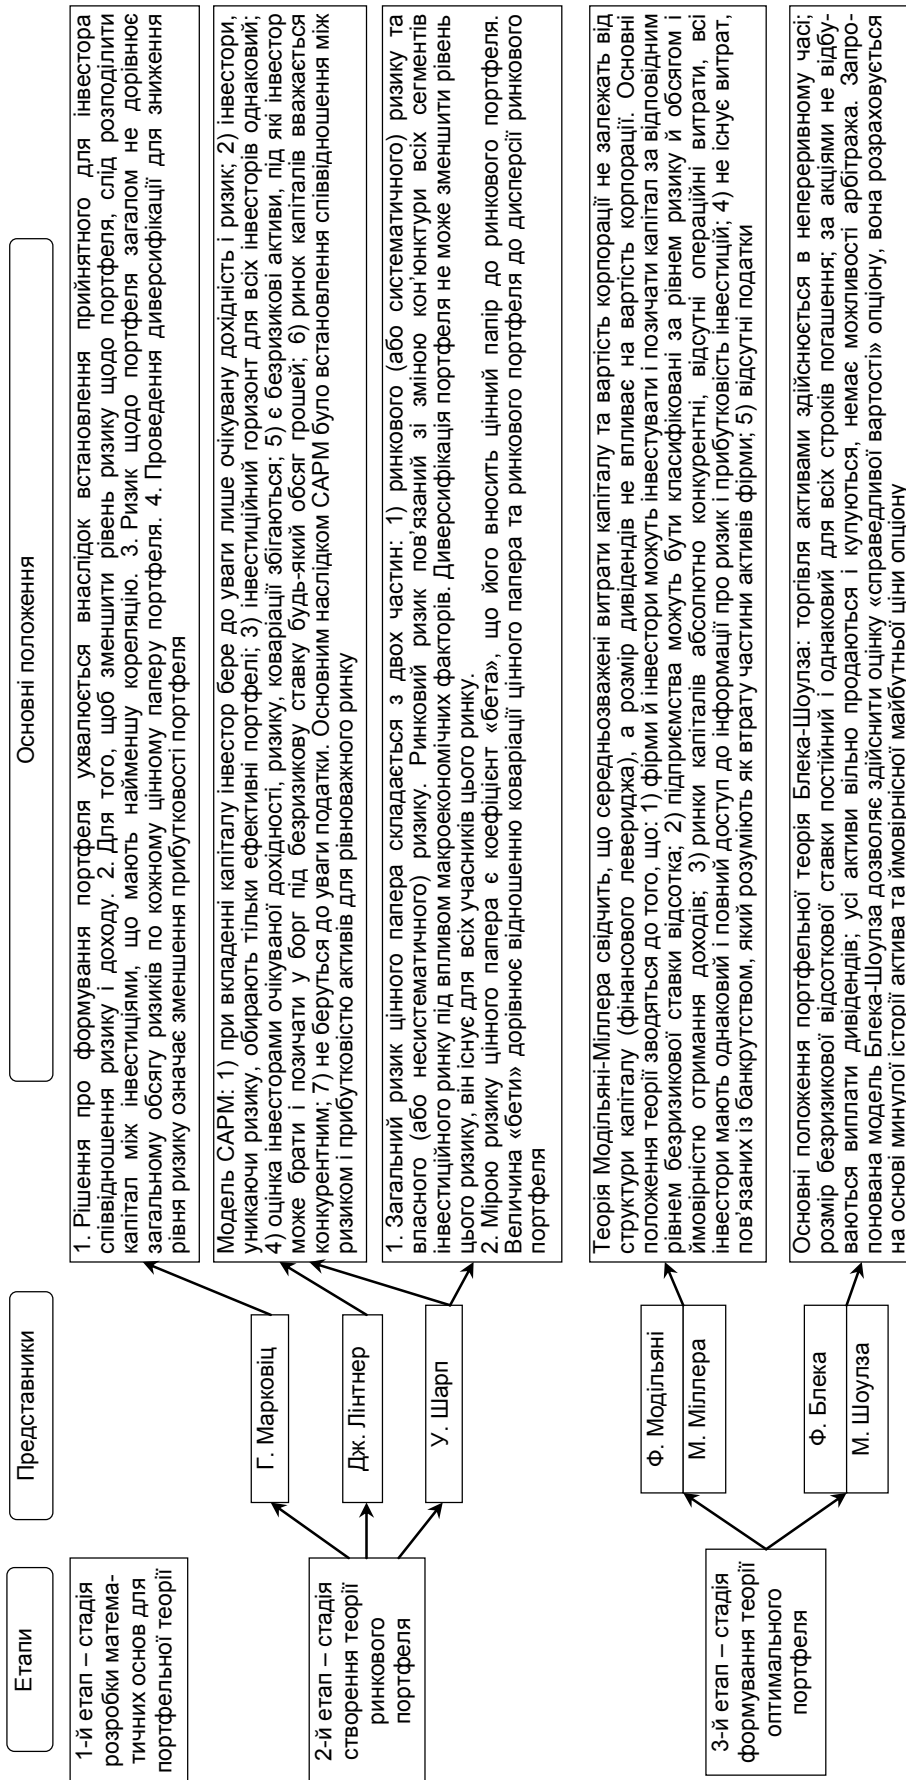 Етапи
Представники
Основні положення
1-й етап – стадія
розробки матема-
тичних основ для
портфельної теорії
2-й етап – стадія
створення теорії
ринкового
портфеля
3-й етап – стадія
формування теорії
оптимального
портфеля
Г. Марковіц
Дж. Лінтнер
У. Шарп
Ф. Модільяні
М. Міллера
Ф. Блека
М. Шоулза
1. Рішення про формування портфеля ухвалюється внаслідок встановлення прийнятного для інвестора
співвідношення ризику і доходу. 2. Для того, щоб зменшити рівень ризику щодо портфеля, слід розподілити
капітал між інвестиціями, що мають найменшу кореляцію. 3. Ризик щодо портфеля загалом не дорівнює
загальному обсягу ризиків по кожному цінному паперу портфеля. 4. Проведення диверсифікації для зниження
рівня ризику означає зменшення прибутковості портфеля
Модель САРМ: 1) при вкладенні капіталу інвестор бере до уваги лише очікувану дохідність і ризик; 2) інвестори,
уникаючи ризику, обирають тільки ефективні портфелі; 3) інвестиційний горизонт для всіх інвесторів однаковий;
4) оцінка інвесторами очікуваної дохідності, ризику, коваріації збігаються; 5) є безризикові активи, під які інвестор
може брати і позичати у борг під безризикову ставку будь-який обсяг грошей; 6) ринок капіталів вважається
конкурентним; 7) не беруться до уваги податки. Основним наслідком САРМ було встановлення співвідношення між
ризиком і прибутковістю активів для рівноважного ринку
1. Загальний ризик цінного папера складається з двох частин: 1) ринкового (або систематичного) ризику та
власного (або несистематичного) ризику. Ринковий ризик пов'язаний зі зміною кон'юнктури всіх сегментів
інвестиційного ринку під впливом макроекономічних факторів. Диверсифікація портфеля не може зменшити рівень
цього ризику, він існує для всіх учасників цього ринку.
2. Мірою ризику цінного папера є коефіцієнт «бета», що його вносить цінний папір до ринкового портфеля.
Величина «бети» дорівнює відношенню коваріації цінного папера та ринкового портфеля до дисперсії ринкового
портфеля
Теорія Модільяні-Міллера свідчить, що середньозважені витрати капіталу та вартість корпорації не залежать від
структури капіталу (фінансового левериджа), а розмір дивідендів не впливає на вартість корпорації. Основні
положення теорії зводяться до того, що: 1) фірми й інвестори можуть інвестувати і позичати капітал за відповідним
рівнем безризикової ставки відсотка; 2) підприємства можуть бути класифіковані за рівнем ризику й обсягом і
ймовірністю отримання доходів; 3) ринки капіталів абсолютно конкурентні, відсутні операційні витрати, всі
інвестори мають однаковий і повний доступ до інформації про ризик і прибутковість інвестицій; 4) не існує витрат,
пов'язаних із банкрутством, який розуміють як втрату частини активів фірми; 5) відсутні податки
Основні положення портфельної теорія Блека-Шоулза: торгівля активами здійснюється в неперервному часі;
розмір безризикової відсоткової ставки постійний і однаковий для всіх строків погашення; за акціями не відбу-
ваються виплати дивідендів; усі активи вільно продаються і купуються, немає можливості арбітража. Запро-
понована модель Блека-Шоулза дозволяє здійснити оцінку «справедливої вартості» опціону, вона розраховується
на основі минулої історії актива та ймовірнісної майбутньої ціни опціону